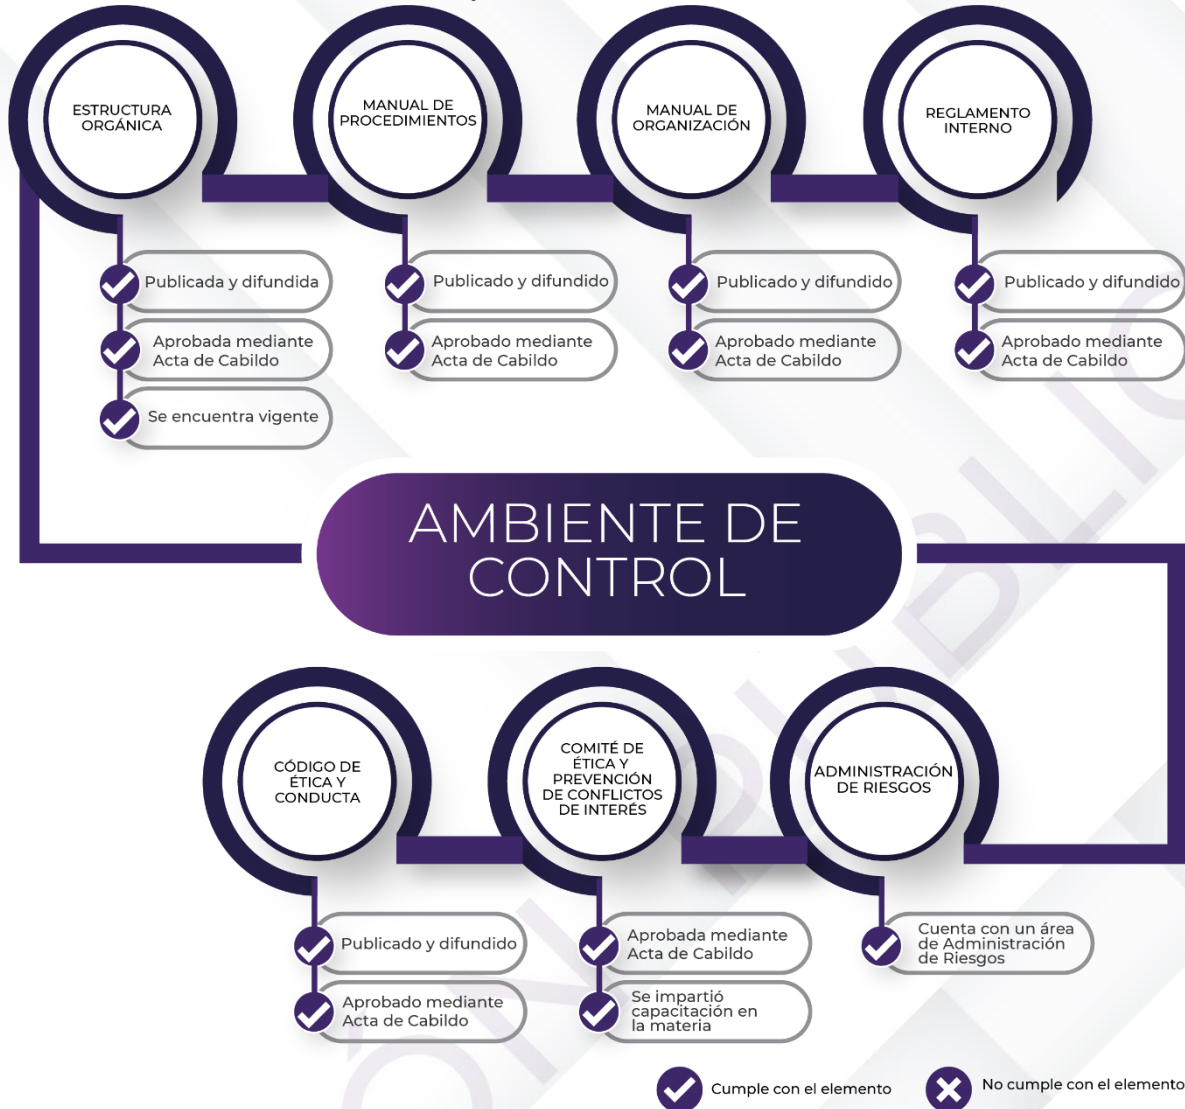 ESTRUCTURA
ORGÁNICA
MANUAL DE
PROCEDIMIENTOS
MANUAL DE
ORGANIZACIÓN
REGLAMENTO
INTERNO
Publicada y difundida
Aprobada mediante
Acta de Cabildo
Se encuentra vigente
Publicado y difundido
Aprobado mediante
Acta de Cabildo
Publicado y difundido
Aprobado mediante
Acta de Cabildo
Publicado y difundido
Aprobado mediante
Acta de Cabildo
AMBIENTE DE
CONTROL
CÓDIGO DE
ÉTICA Y
CONDUCTA
COMITÉ DE
ÉTICA Y
PREVENCIÓN
DE CONFLICTOS
DE INTERÉS
ADMINISTRACIÓN
DE RIESGOS
Publicado y difundido
Aprobado mediante
Acta de Cabildo
Aprobada mediante
Acta de Cabildo
Se impartió
capacitación en
la materia
Cuenta con un área
de Administración
de Riesgos
Cumple con el elemento
No cumple con el elemento